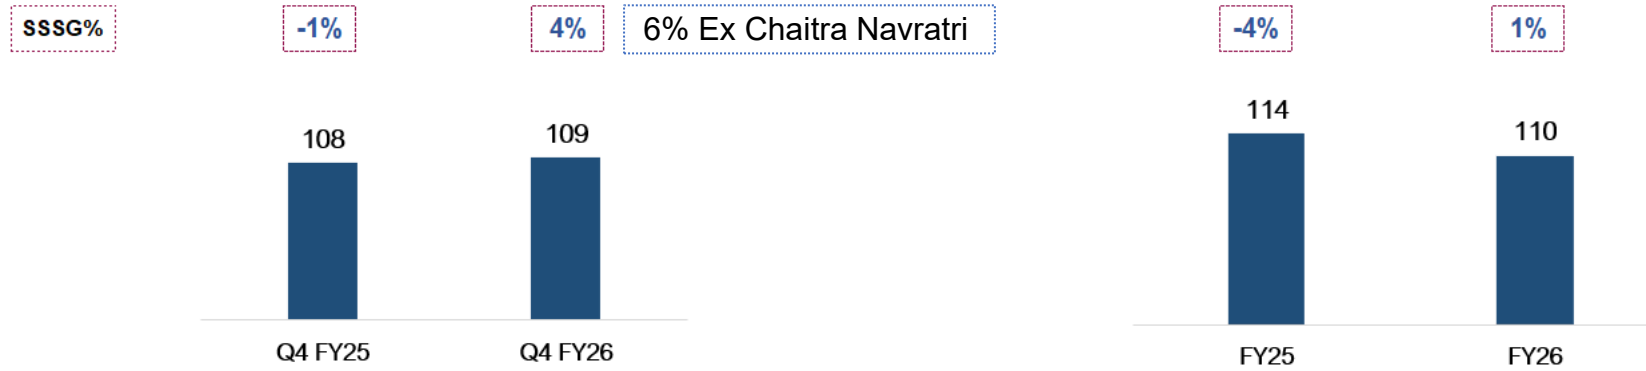 SSSG%
-1%
4%
6% Ex Chaitra Navratri
-4%
1%
108
109
114
110
Q4 FY25
Q4 FY26
FY25
FY26